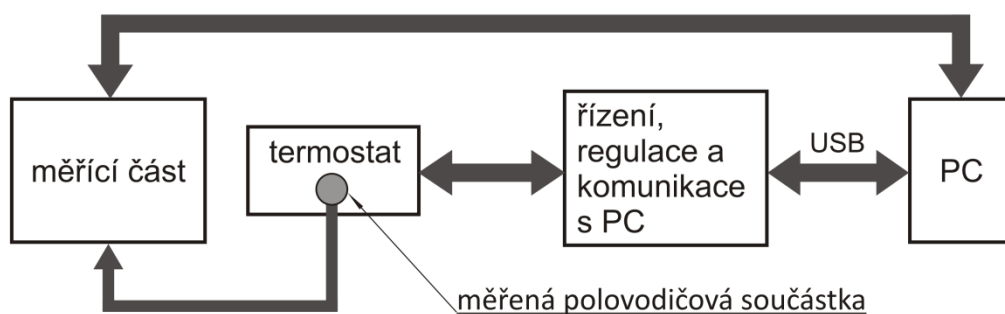 měřící část
termostat
řízení,
regulace a
komunikace
s PC
USB
PC
měřená polovodičová součástka